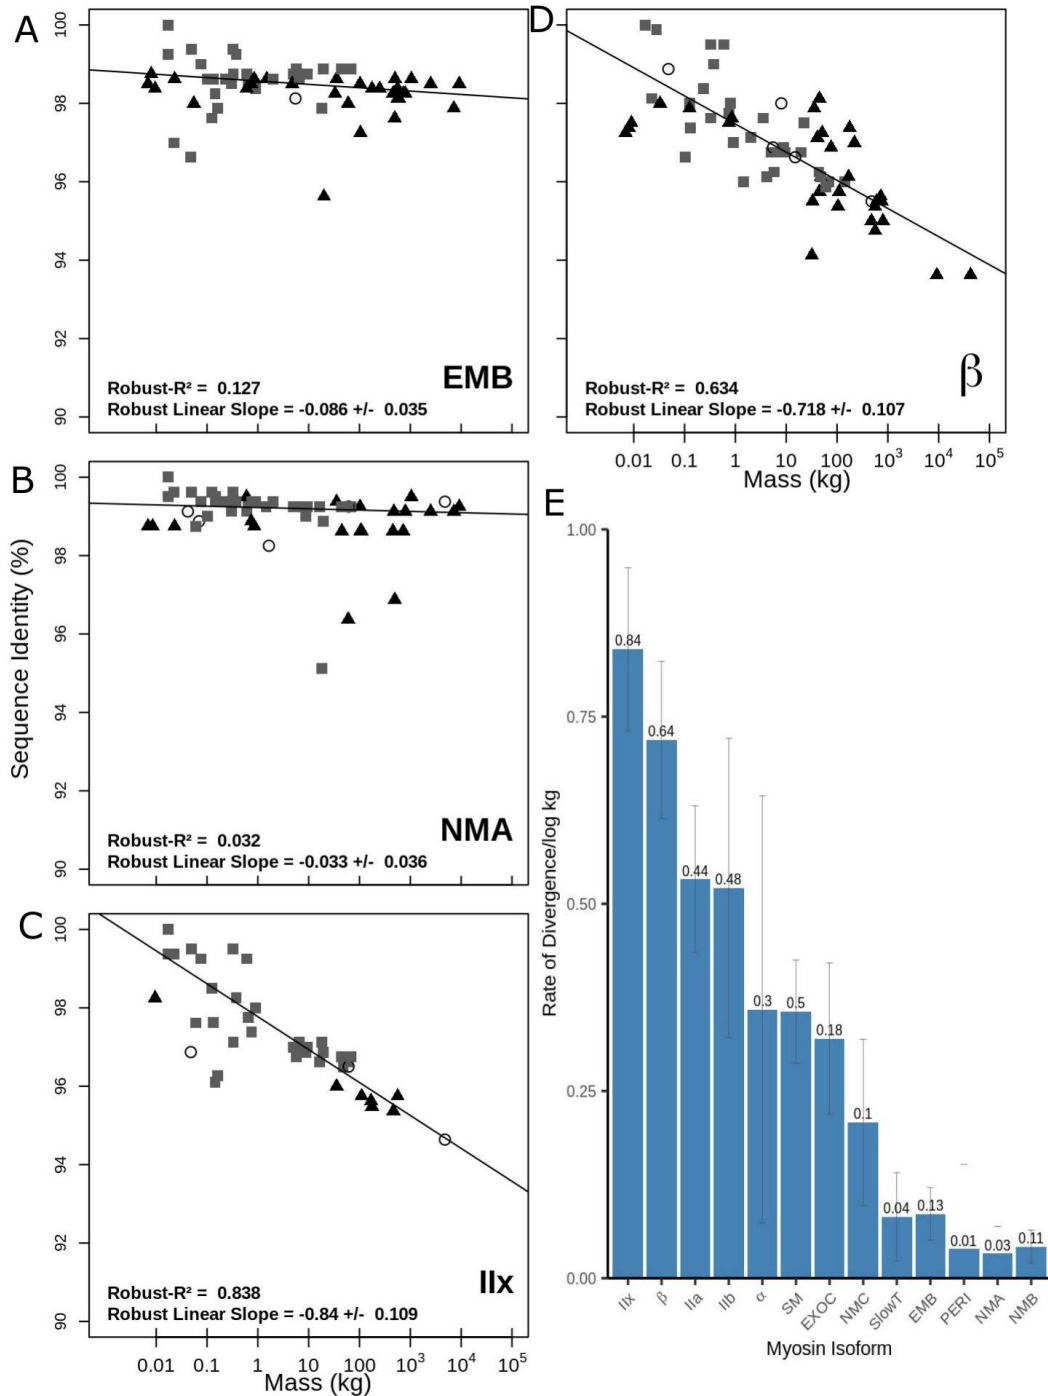 A
100
98
96
94
92
90
Robust-R² = 0.127
Robust Linear Slope = -0.086 +/- 0.035
EMB
B
100
98
96
94
92
90
Sequence Identity (%)
Robust-R² = 0.032
Robust Linear Slope = -0.033 +/- 0.036
NMA
C
100
98
96
94
92
90
Robust-R² = 0.838
Robust Linear Slope = -0.84 +/- 0.109
IIx
0.01 0.1 1 10 100 10³ 10⁴ 10⁵
Mass (kg)
D
Robust-R² = 0.634
Robust Linear Slope = -0.718 +/- 0.107
β
0.01 0.1 1 10 100 10³ 10⁴ 10⁵
Mass (kg)
E
1.00
0.75
0.50
0.25
0.00
Rate of Divergence/log kg
0.84 0.64 0.44 0.48 0.3 0.5 0.18 0.1 0.04 0.13 0.01 0.03 0.11
IIx β IIa IIb α SM EXOC NMC SlowT EMB PERI NMA NMB
Myosin Isoform